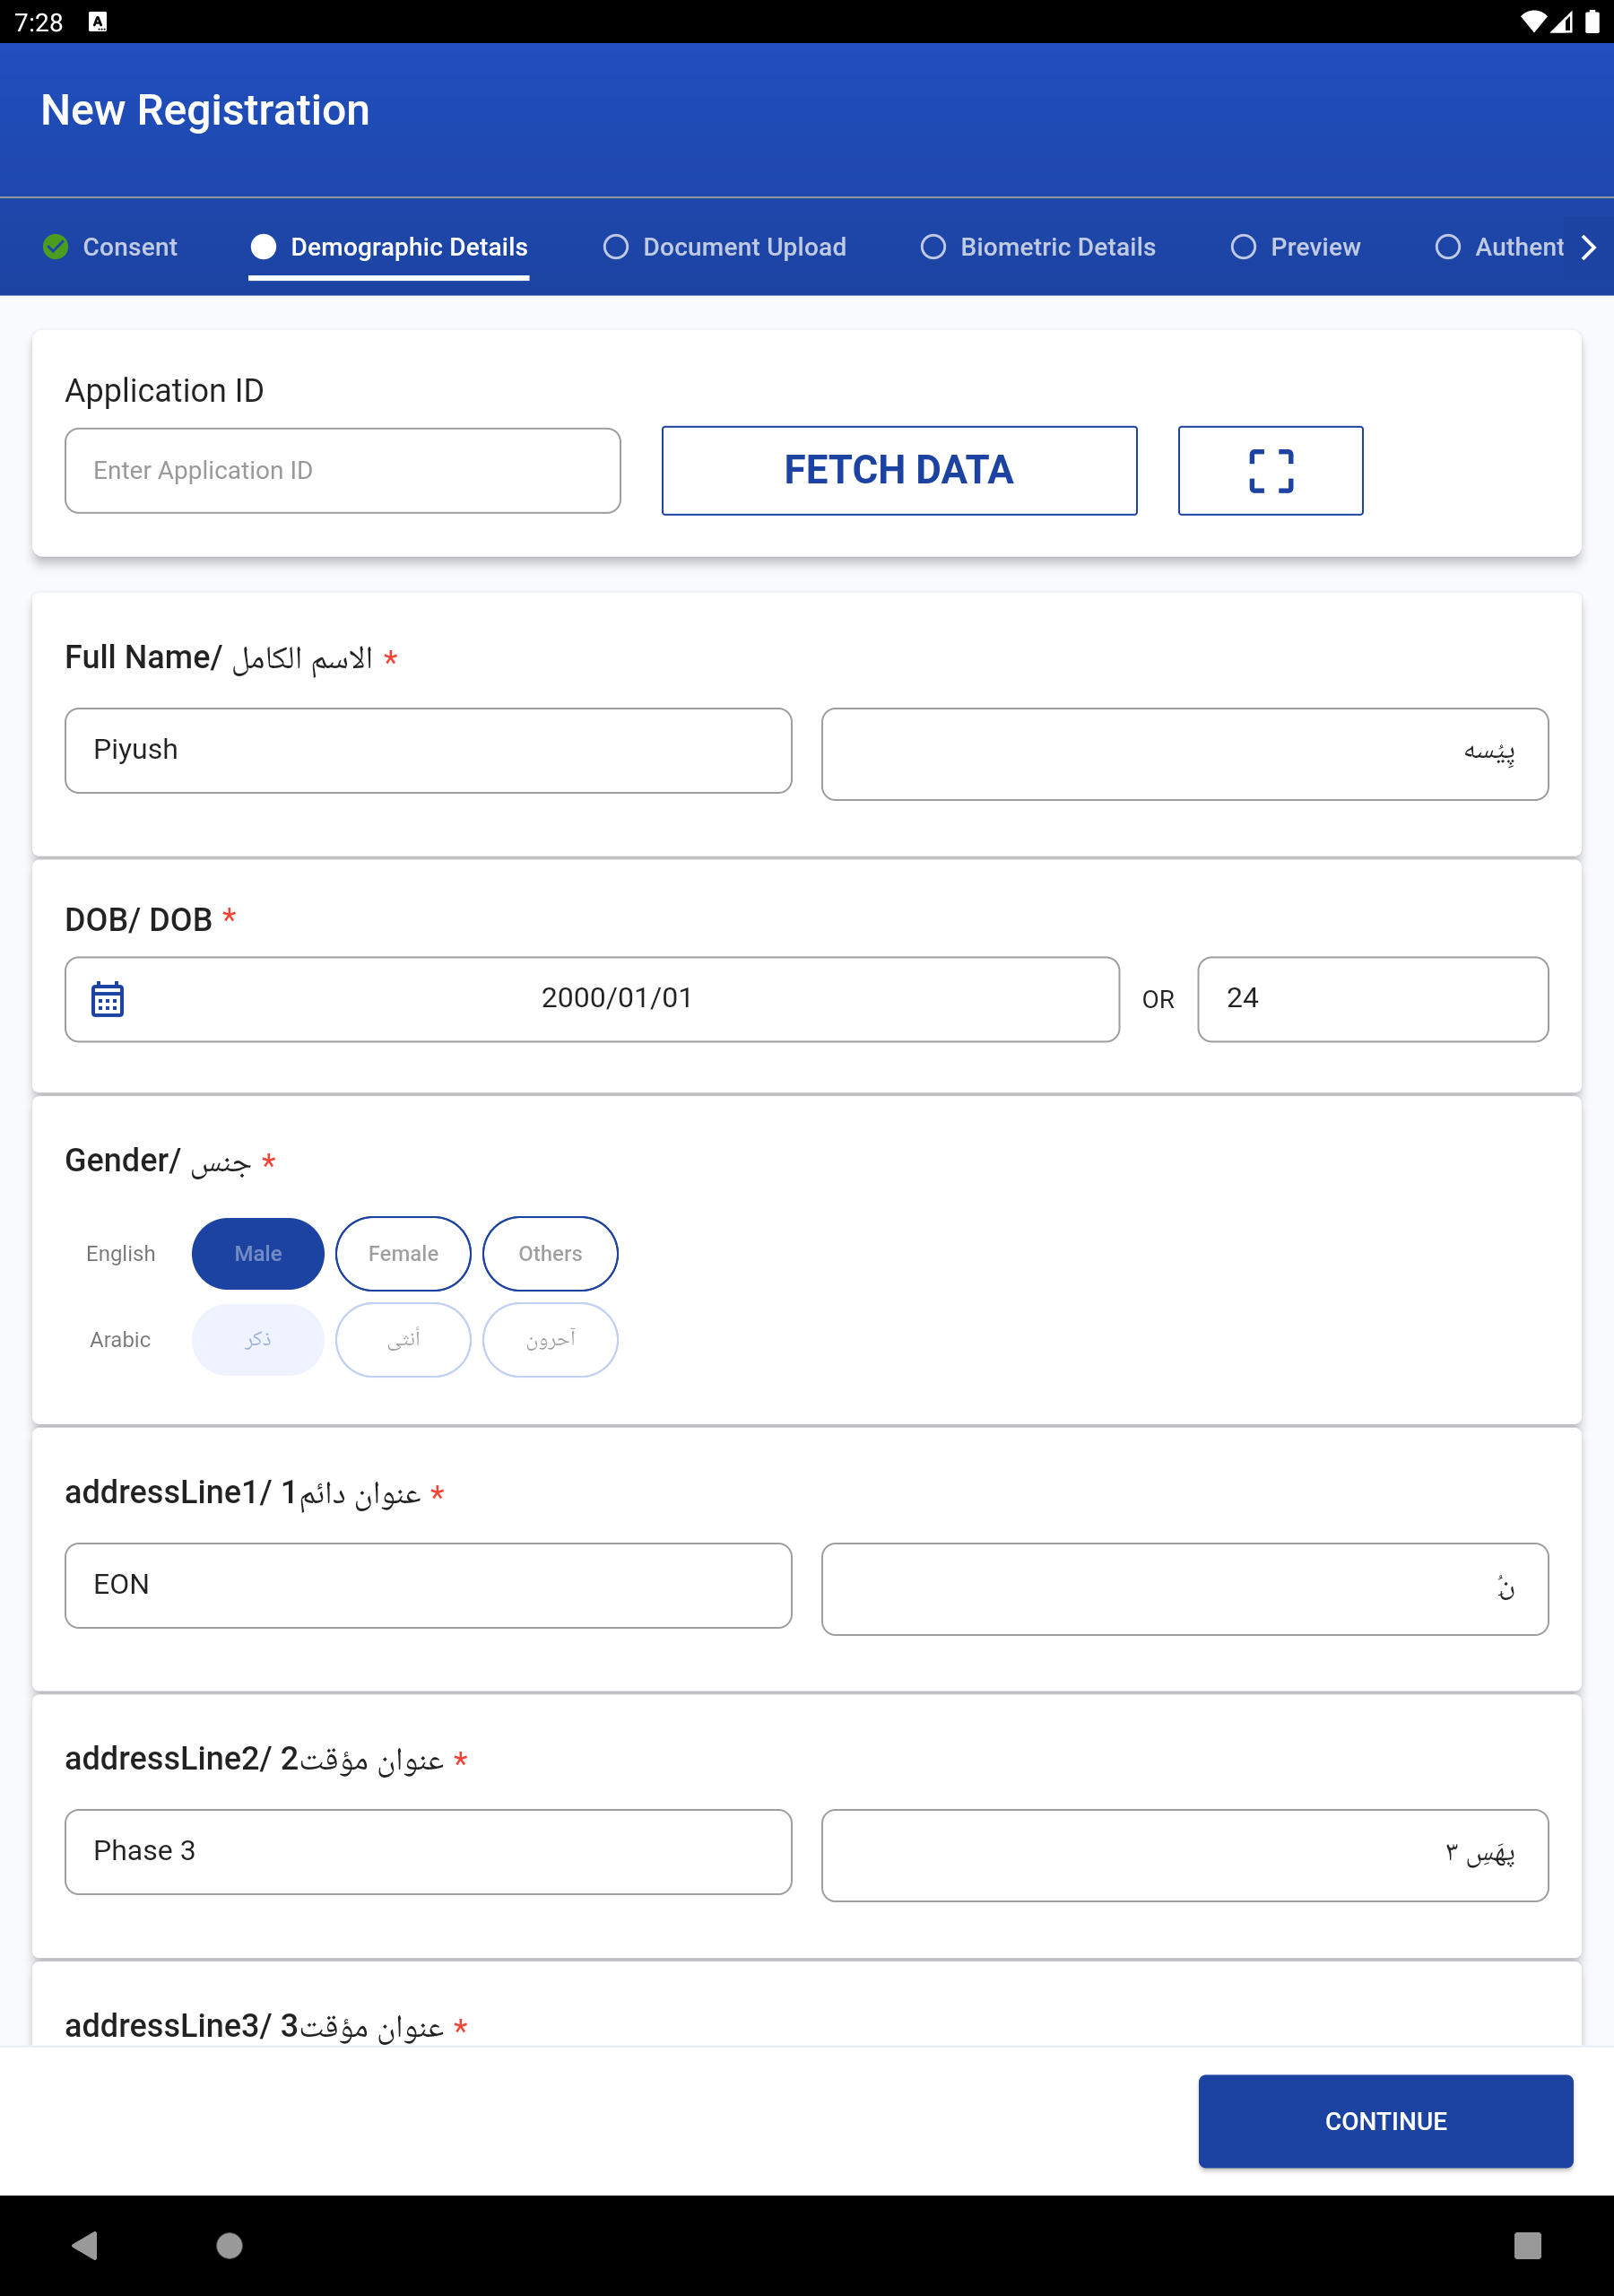 7:28
New Registration
Consent
Demographic Details
Document Upload
Biometric Details
Preview
Authent
Application ID
Enter Application ID
FETCH DATA
Full Name/ الاسم الكامل *
Piyush
پِيُسه
DOB/ DOB *
2000/01/01
OR
24
Gender/ جنس *
English
Male
Female
Others
Arabic
ذكر
أنثى
آحرون
addressLine1/ 1عنوان دائم *
EON
addressLine2/ 2عنوان مؤقت *
Phase 3
پهَسِ ٣
addressLine3/ 3عنوان مؤقت *
CONTINUE